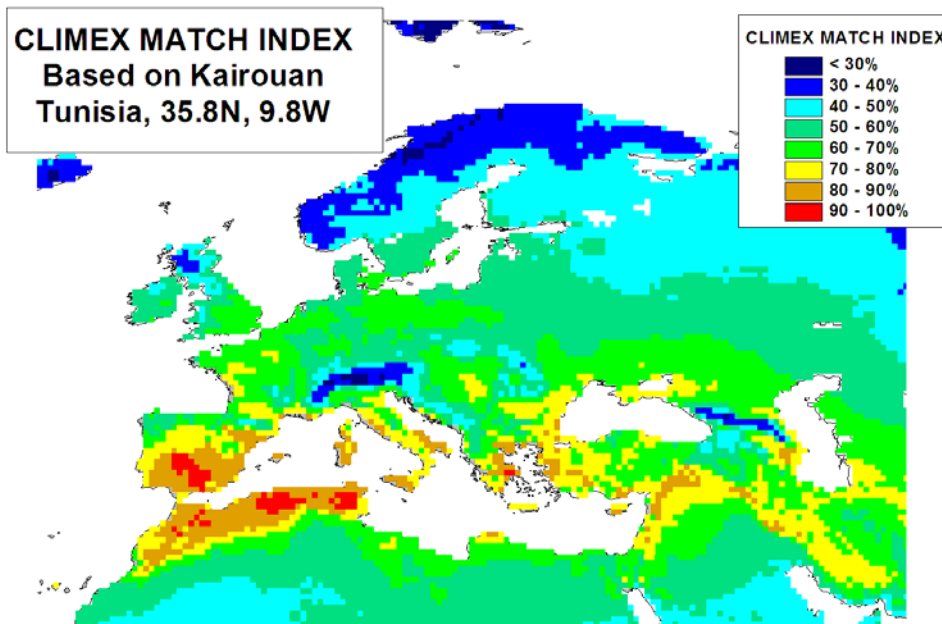 CLIMEX MATCH INDEX
Based on Kairouan
Tunisia, 35.8N, 9.8W
CLIMEX MATCH INDEX
< 30%
30 - 40%
40 - 50%
50 - 60%
60 - 70%
70 - 80%
80 - 90%
90 - 100%